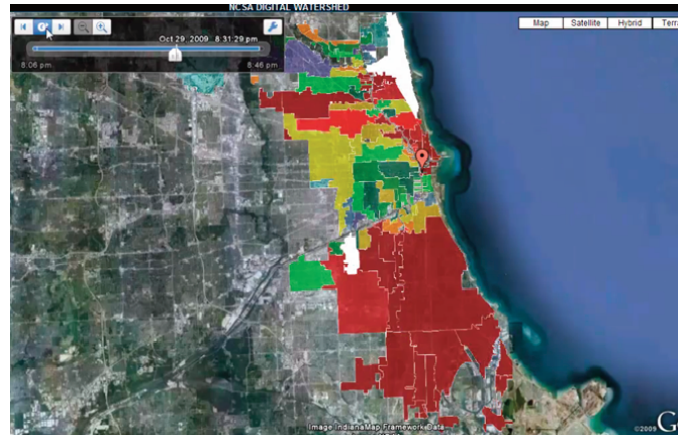 NCSA DIGITAL WATERSHED
Map Satellite Hybrid Terra
Oct 29, 2009 8:31:29 pm
8:06 pm 8:46 pm
Image IndianaMap Framework Data
©2009 G